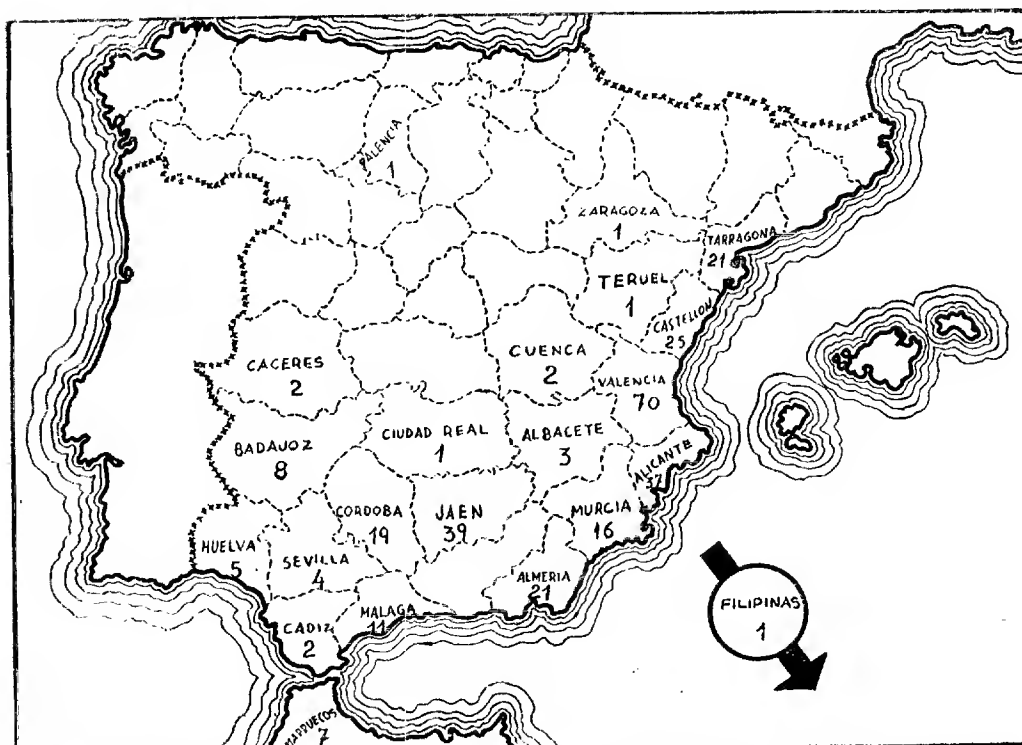 PALENCIA
1
ZARAGOZA
1
TARRAGONA
21
TERUEL
1
CASTELLON
25
CACERES
2
CUENCA
2
VALENCIA
70
BADAJOZ
8
CIUDAD REAL
1
ALBACETE
3
ALICANTE
CORDOBA
19
JAEN
39
MURCIA
16
HUELVA
5
SEVILLA
4
ALMERIA
21
MALAGA
11
CADIZ
2
FILIPINAS
1
MARRUECOS
7